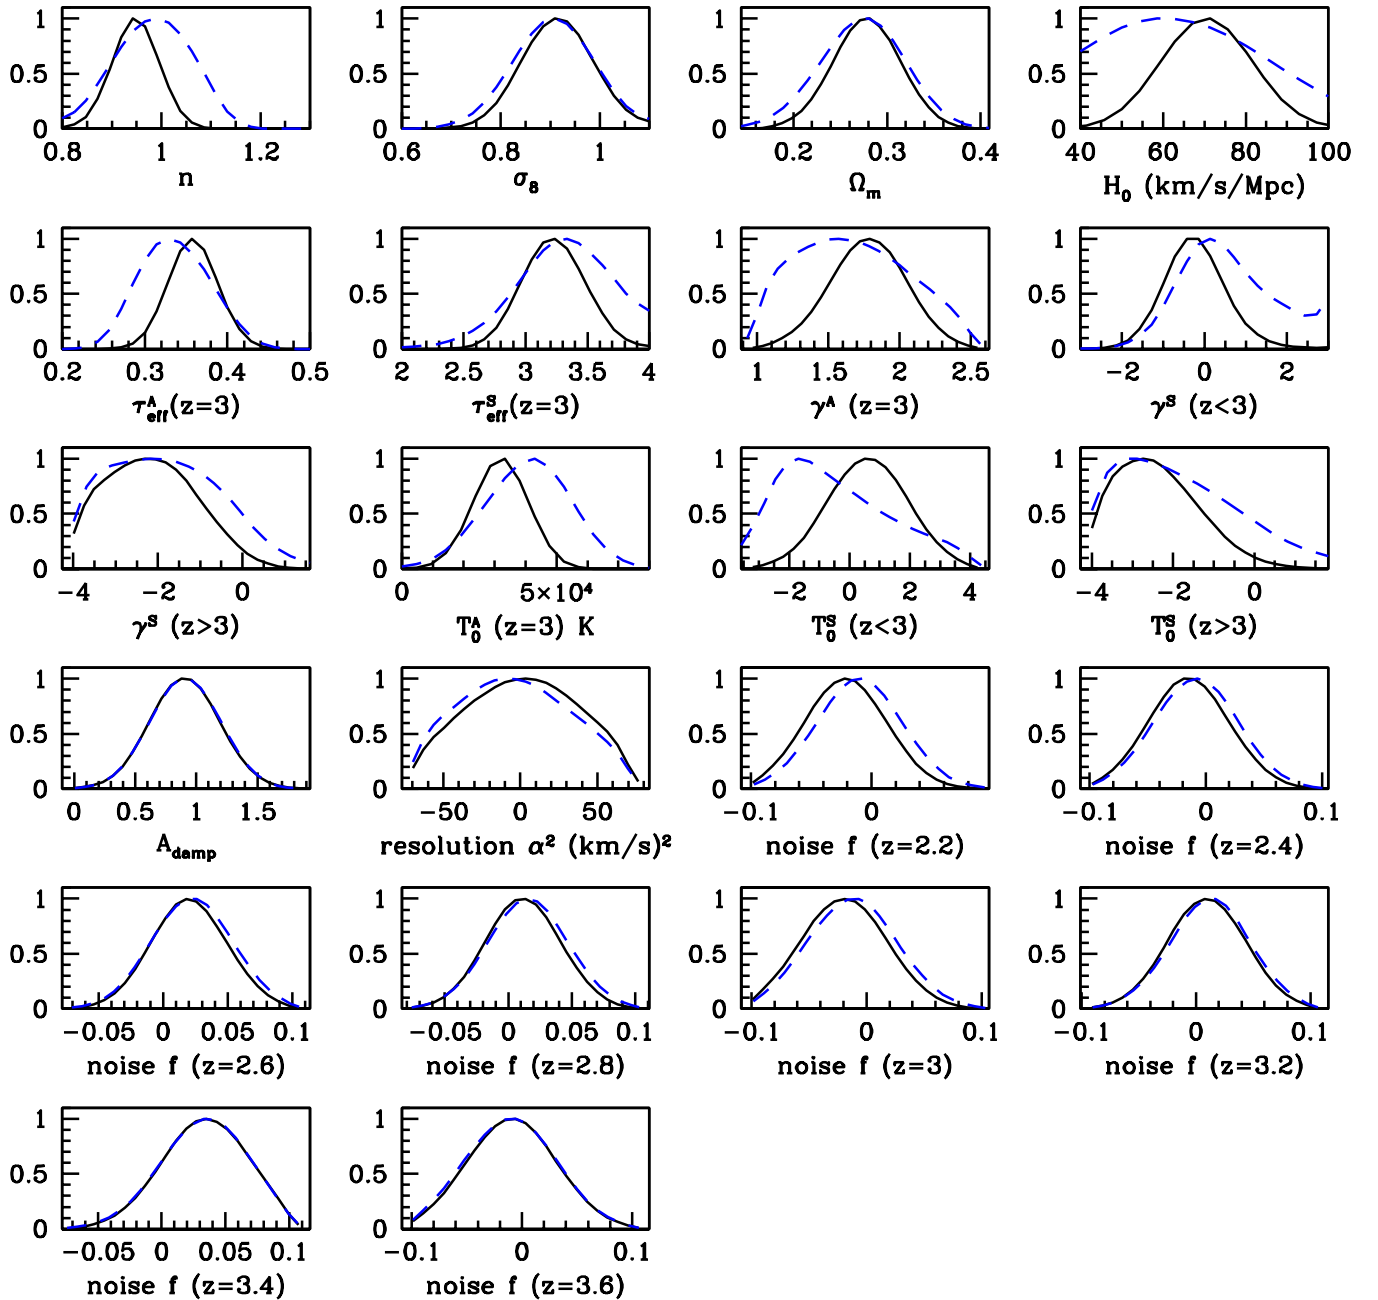 1
0.5
0
0.8 1 1.2
n
1
0.5
0
0.6 0.8 1
σ8
1
0.5
0
0.2 0.3 0.4
Ωm
1
0.5
0
40 60 80 100
H0 (km/s/Mpc)
1
0.5
0
0.2 0.3 0.4 0.5
τAeff(z=3)
1
0.5
0
2 2.5 3 3.5 4
τSeff(z=3)
1
0.5
0
1 1.5 2 2.5
γA (z=3)
1
0.5
0
−2 0 2
γS (z<3)
1
0.5
0
−4 −2 0
γS (z>3)
1
0.5
0
0 5×10⁴
TA0 (z=3) K
1
0.5
0
−2 0 2 4
TS0 (z<3)
1
0.5
0
−4 −2 0
TS0 (z>3)
1
0.5
0
0 0.5 1 1.5
Adamp
1
0.5
0
−50 0 50
resolution α² (km/s)²
1
0.5
0
−0.1 0
noise f (z=2.2)
1
0.5
0
−0.1 0 0.1
noise f (z=2.4)
1
0.5
0
−0.05 0 0.05 0.1
noise f (z=2.6)
1
0.5
0
−0.05 0 0.05 0.1
noise f (z=2.8)
1
0.5
0
−0.1 0 0.1
noise f (z=3)
1
0.5
0
−0.1 0 0.1
noise f (z=3.2)
1
0.5
0
−0.05 0 0.05 0.1
noise f (z=3.4)
1
0.5
0
−0.1 0 0.1
noise f (z=3.6)